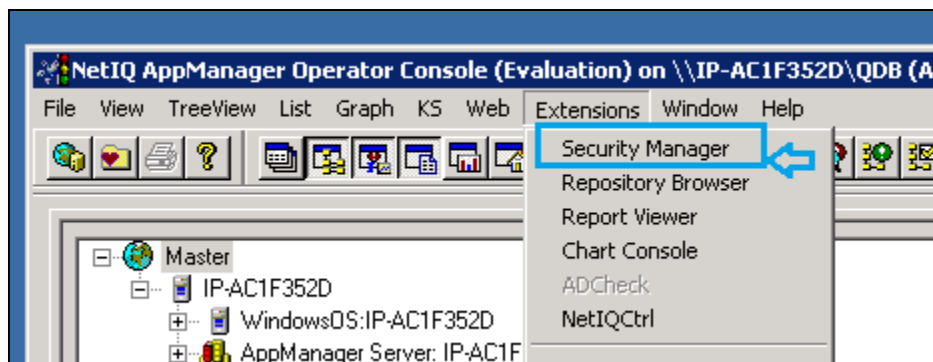 NetIQ AppManager Operator Console (Evaluation) on \\IP-AC1F352D\QDB (A
File View TreeView List Graph KS Web Extensions Window Help
Security Manager
Repository Browser
Report Viewer
Chart Console
ADCheck
NetIQCtrl
Master
IP-AC1F352D
WindowsOS:IP-AC1F352D
AppManager Server: IP-AC1F